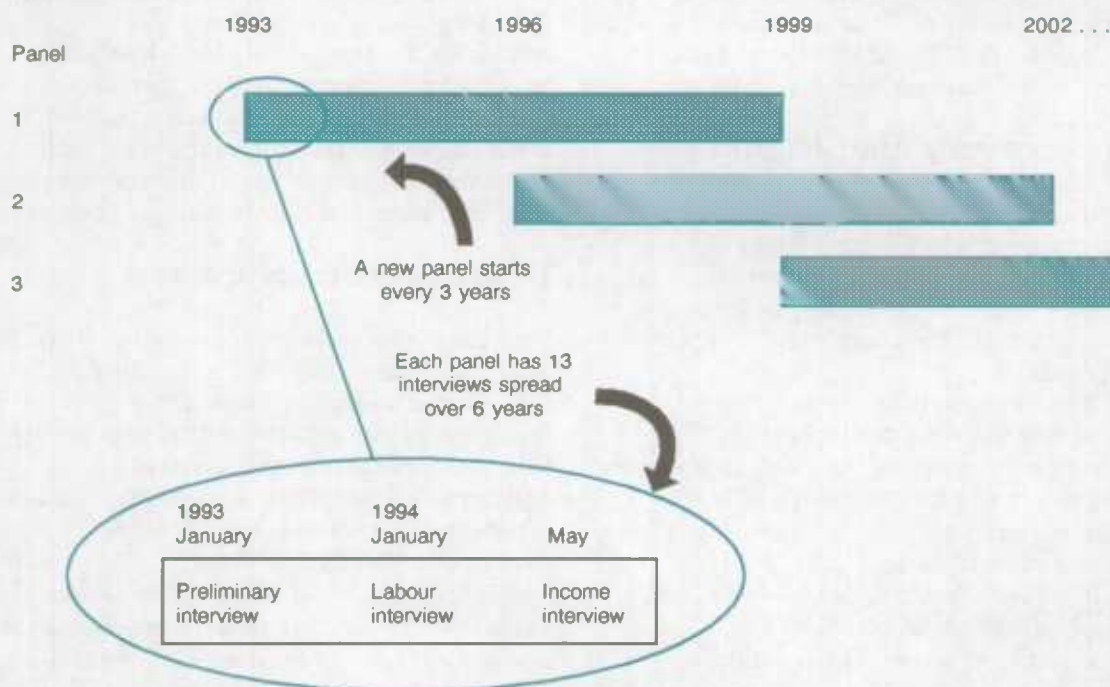 1993 1996 1999 2002 . . .
Panel
1
2
3
A new panel starts
every 3 years
Each panel has 13
interviews spread
over 6 years
1993 1994
January January May
Preliminary Labour Income
interview interview interview